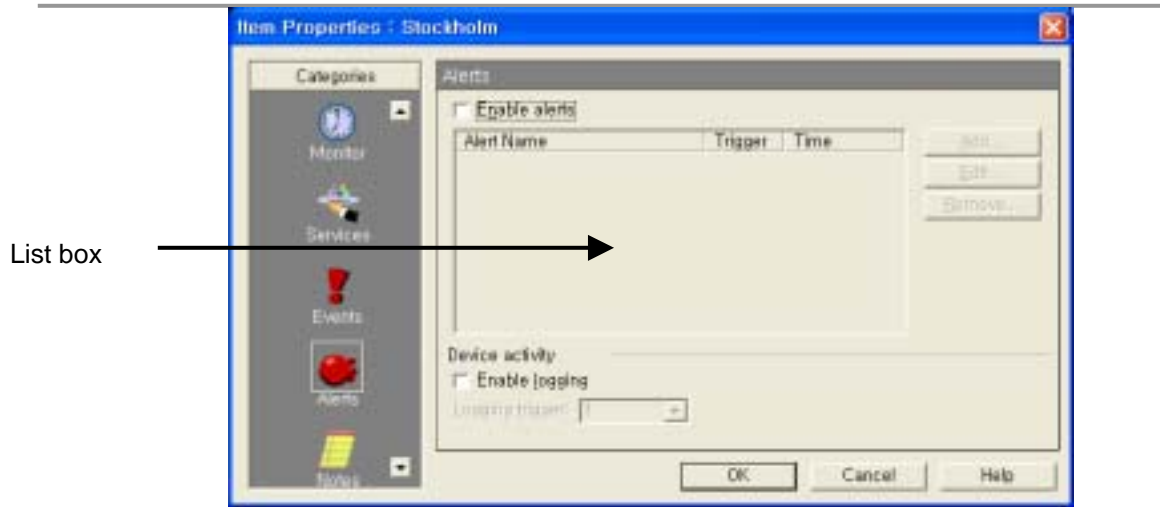 Item Properties : Stockholm
Categories
Monitor
Services
Events
Alerts
Notes
Alerts
Enable alerts
Alert Name Trigger Time
Add...
Edit...
Remove...
List box
Device activity
Enable logging
Logging trigger:
OK Cancel Help